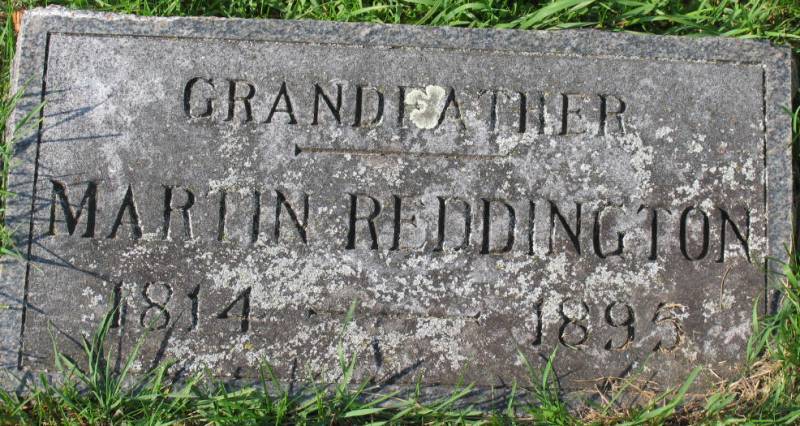 GRANDFATHER
MARTIN REDDINGTON
1814 — 1895